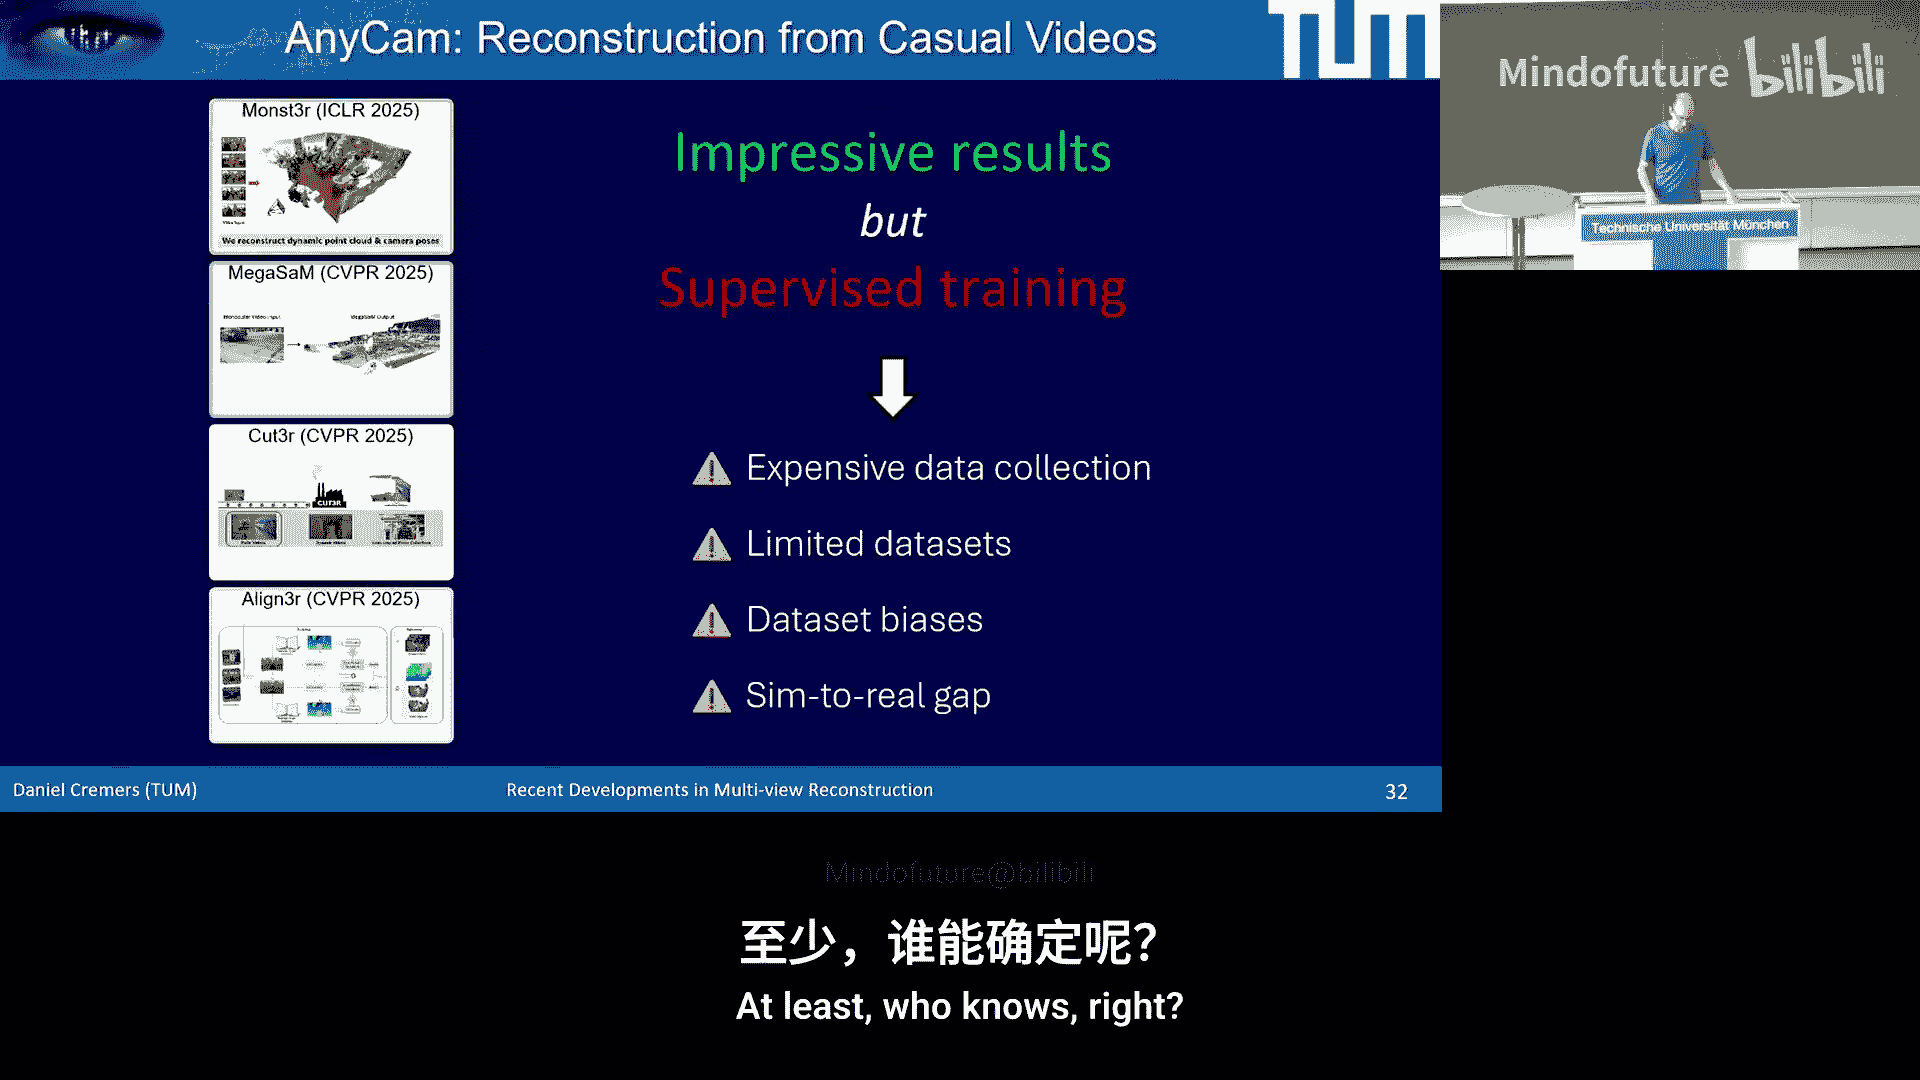 AnyCam: Reconstruction from Casual Videos
TUM
Monst3r (ICLR 2025)
We reconstruct dynamic point cloud & camera poses
MegaSaM (CVPR 2025)
MegaSaM Output
Cut3r (CVPR 2025)
CUT3R
Align3r (CVPR 2025)
Impressive results
but
Supervised training
Expensive data collection
Limited datasets
Dataset biases
Sim-to-real gap
Daniel Cremers (TUM)
Recent Developments in Multi-view Reconstruction
32
Mindofuture bilibili
Technische Universität München
Mindofuture@bilibili
至少，谁能确定呢？
At least, who knows, right?